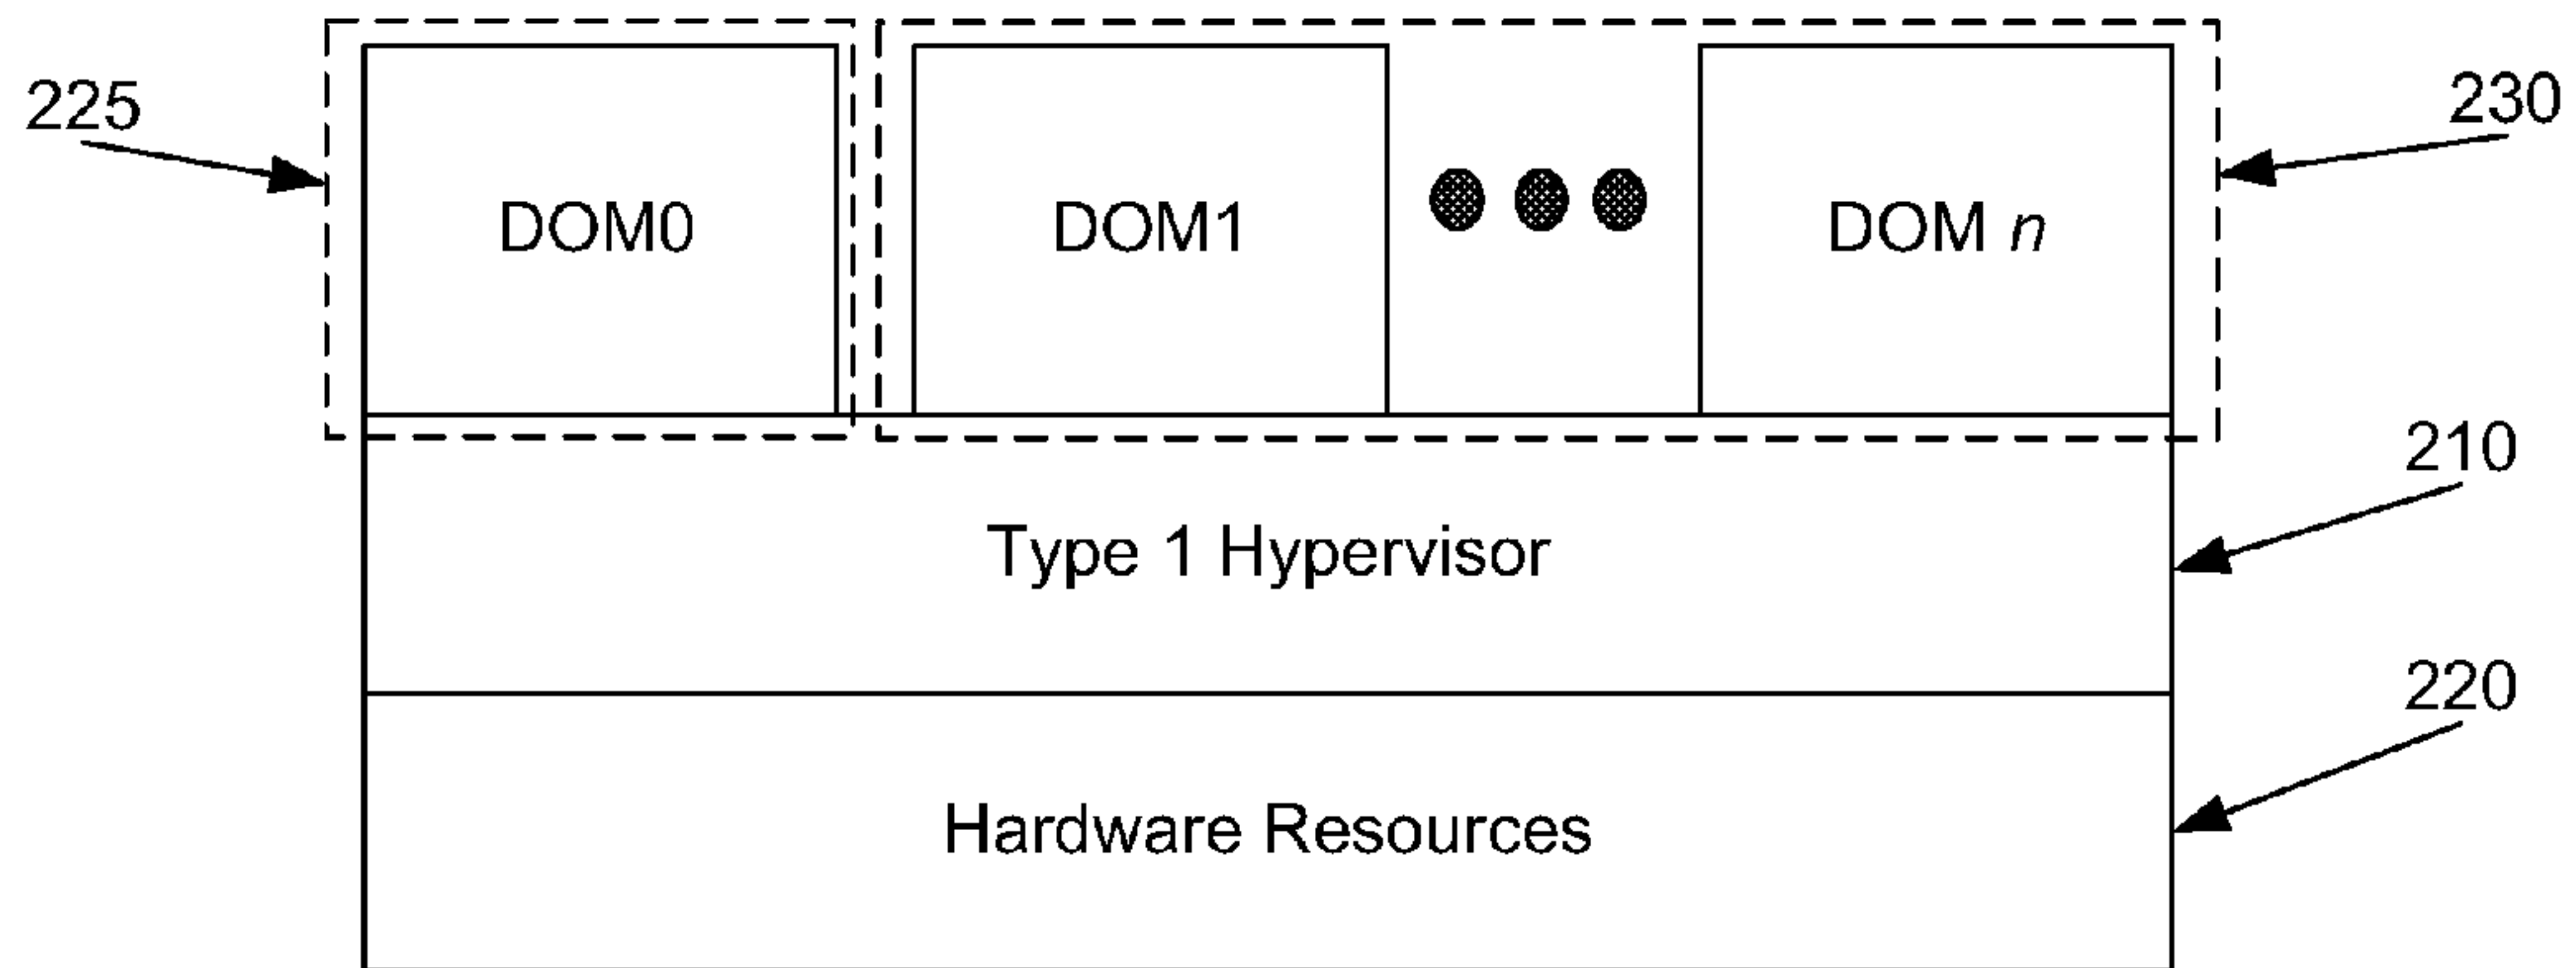 225
230
DOM0
DOM1
DOM n
210
Type 1 Hypervisor
220
Hardware Resources